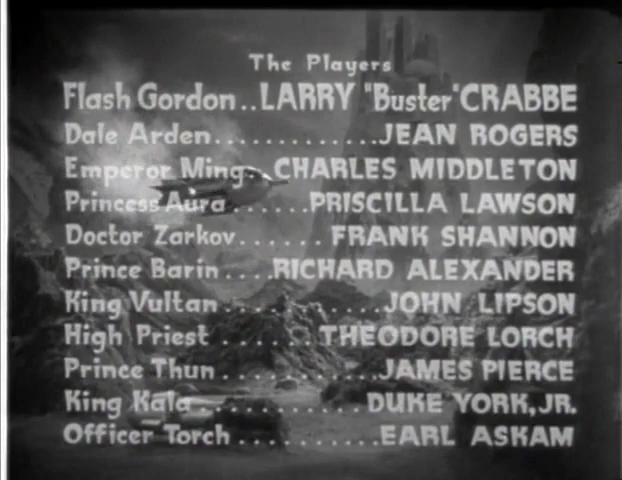 The Players
Flash Gordon..LARRY "Buster" CRABBE
Dale Arden.............JEAN ROGERS
Emperor Ming..CHARLES MIDDLETON
Princess Aura.......PRISCILLA LAWSON
Doctor Zarkov.......FRANK SHANNON
Prince Barin....RICHARD ALEXANDER
King Vultan.............JOHN LIPSON
High Priest.......THEODORE LORCH
Prince Thun............JAMES PIERCE
King Kala............DUKE YORK, JR.
Officer Torch..........EARL ASKAM